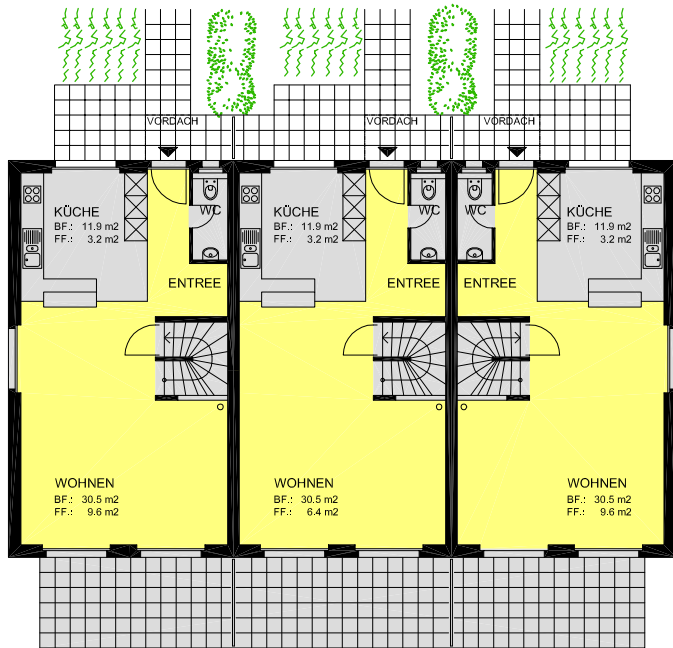 VORDACH
VORDACH
VORDACH
KÜCHE
BF.: 11.9 m2
FF.: 3.2 m2
WC
KÜCHE
BF.: 11.9 m2
FF.: 3.2 m2
WC
WC
KÜCHE
BF.: 11.9 m2
FF.: 3.2 m2
ENTREE
ENTREE
ENTREE
WOHNEN
BF.: 30.5 m2
FF.: 9.6 m2
WOHNEN
BF.: 30.5 m2
FF.: 6.4 m2
WOHNEN
BF.: 30.5 m2
FF.: 9.6 m2